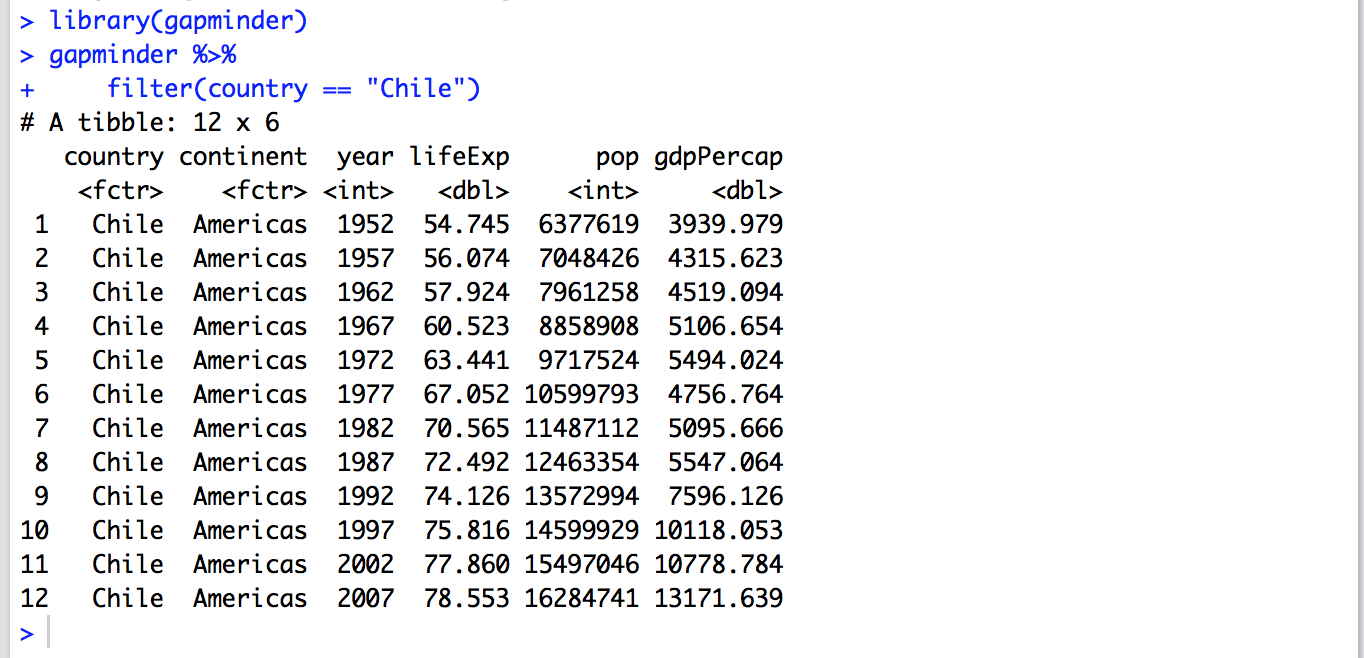 > library(gapminder)
> gapminder %>%
+     filter(country == "Chile")
# A tibble: 12 x 6
   country continent  year lifeExp      pop gdpPercap
    <fctr>    <fctr> <int>   <dbl>    <int>     <dbl>
 1   Chile  Americas  1952  54.745  6377619  3939.979
 2   Chile  Americas  1957  56.074  7048426  4315.623
 3   Chile  Americas  1962  57.924  7961258  4519.094
 4   Chile  Americas  1967  60.523  8858908  5106.654
 5   Chile  Americas  1972  63.441  9717524  5494.024
 6   Chile  Americas  1977  67.052 10599793  4756.764
 7   Chile  Americas  1982  70.565 11487112  5095.666
 8   Chile  Americas  1987  72.492 12463354  5547.064
 9   Chile  Americas  1992  74.126 13572994  7596.126
10   Chile  Americas  1997  75.816 14599929 10118.053
11   Chile  Americas  2002  77.860 15497046 10778.784
12   Chile  Americas  2007  78.553 16284741 13171.639
>